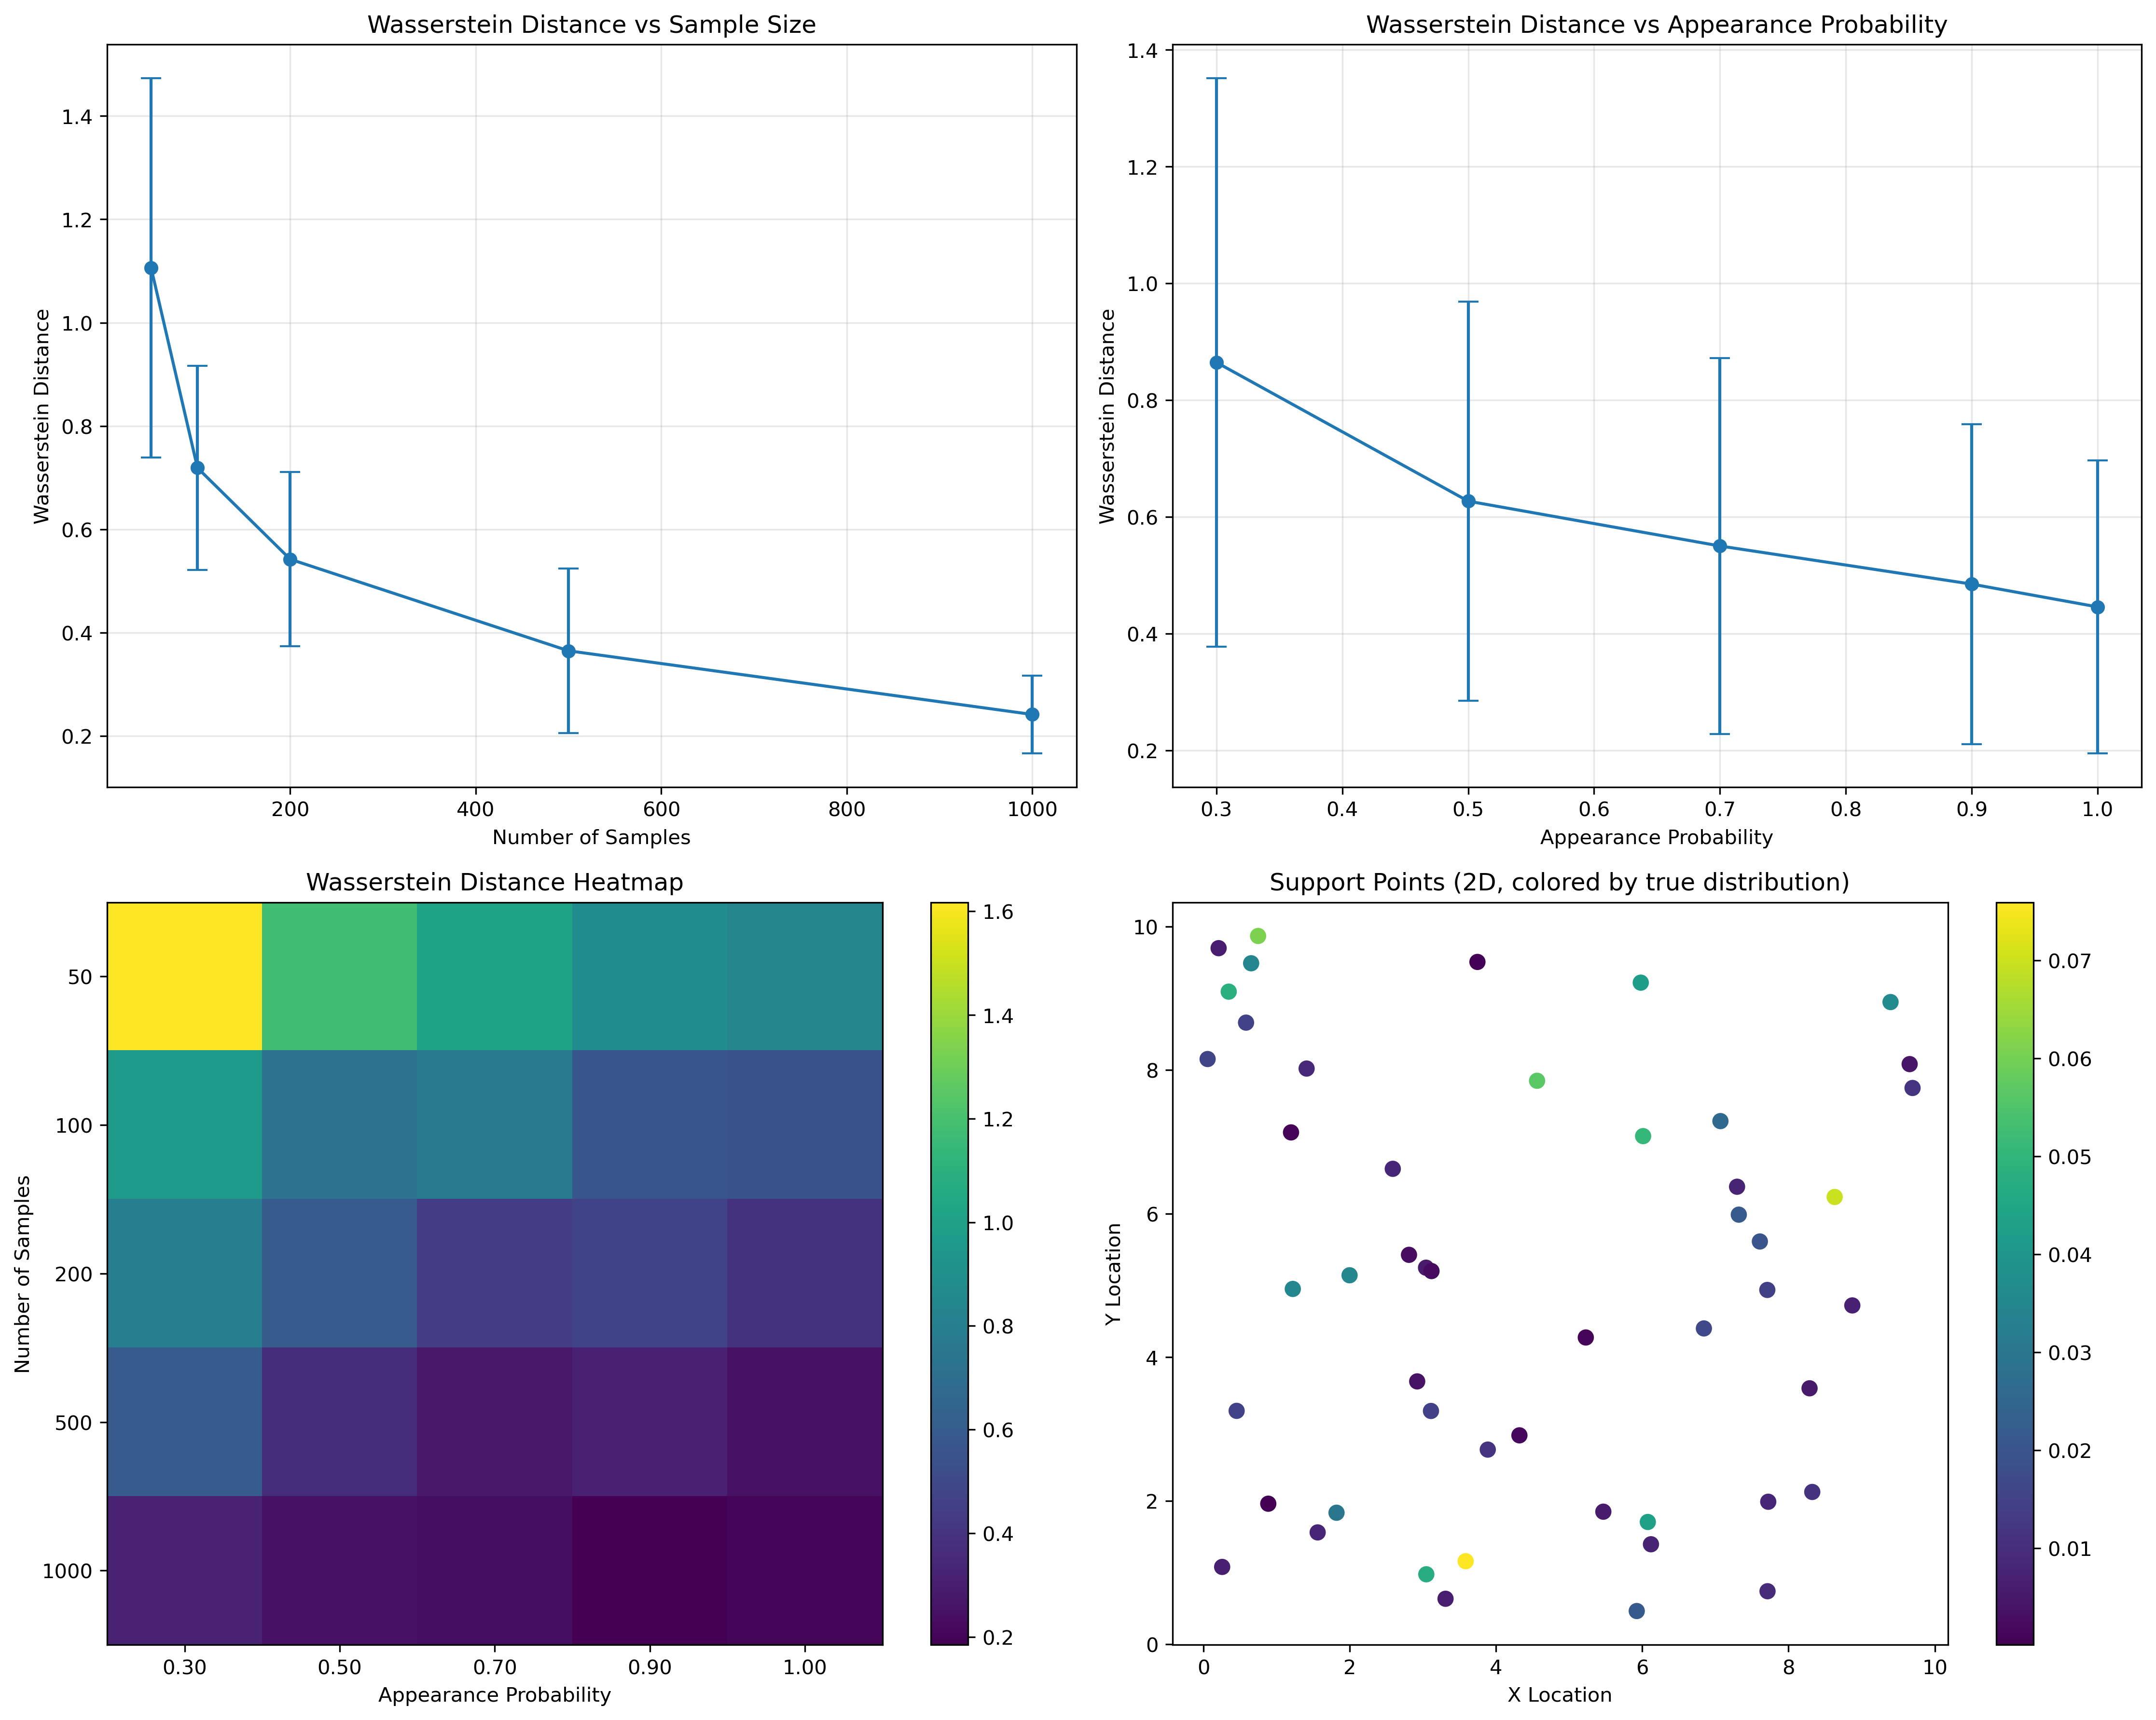 Wasserstein Distance vs Sample Size
Wasserstein Distance
1.4
1.2
1.0
0.8
0.6
0.4
0.2
200 400 600 800 1000
Number of Samples
Wasserstein Distance vs Appearance Probability
Wasserstein Distance
1.4
1.2
1.0
0.8
0.6
0.4
0.2
0.3 0.4 0.5 0.6 0.7 0.8 0.9 1.0
Appearance Probability
Wasserstein Distance Heatmap
Number of Samples
50
100
200
500
1000
0.30 0.50 0.70 0.90 1.00
Appearance Probability
1.6
1.4
1.2
1.0
0.8
0.6
0.4
0.2
Support Points (2D, colored by true distribution)
Y Location
10
8
6
4
2
0
0 2 4 6 8 10
X Location
0.07
0.06
0.05
0.04
0.03
0.02
0.01